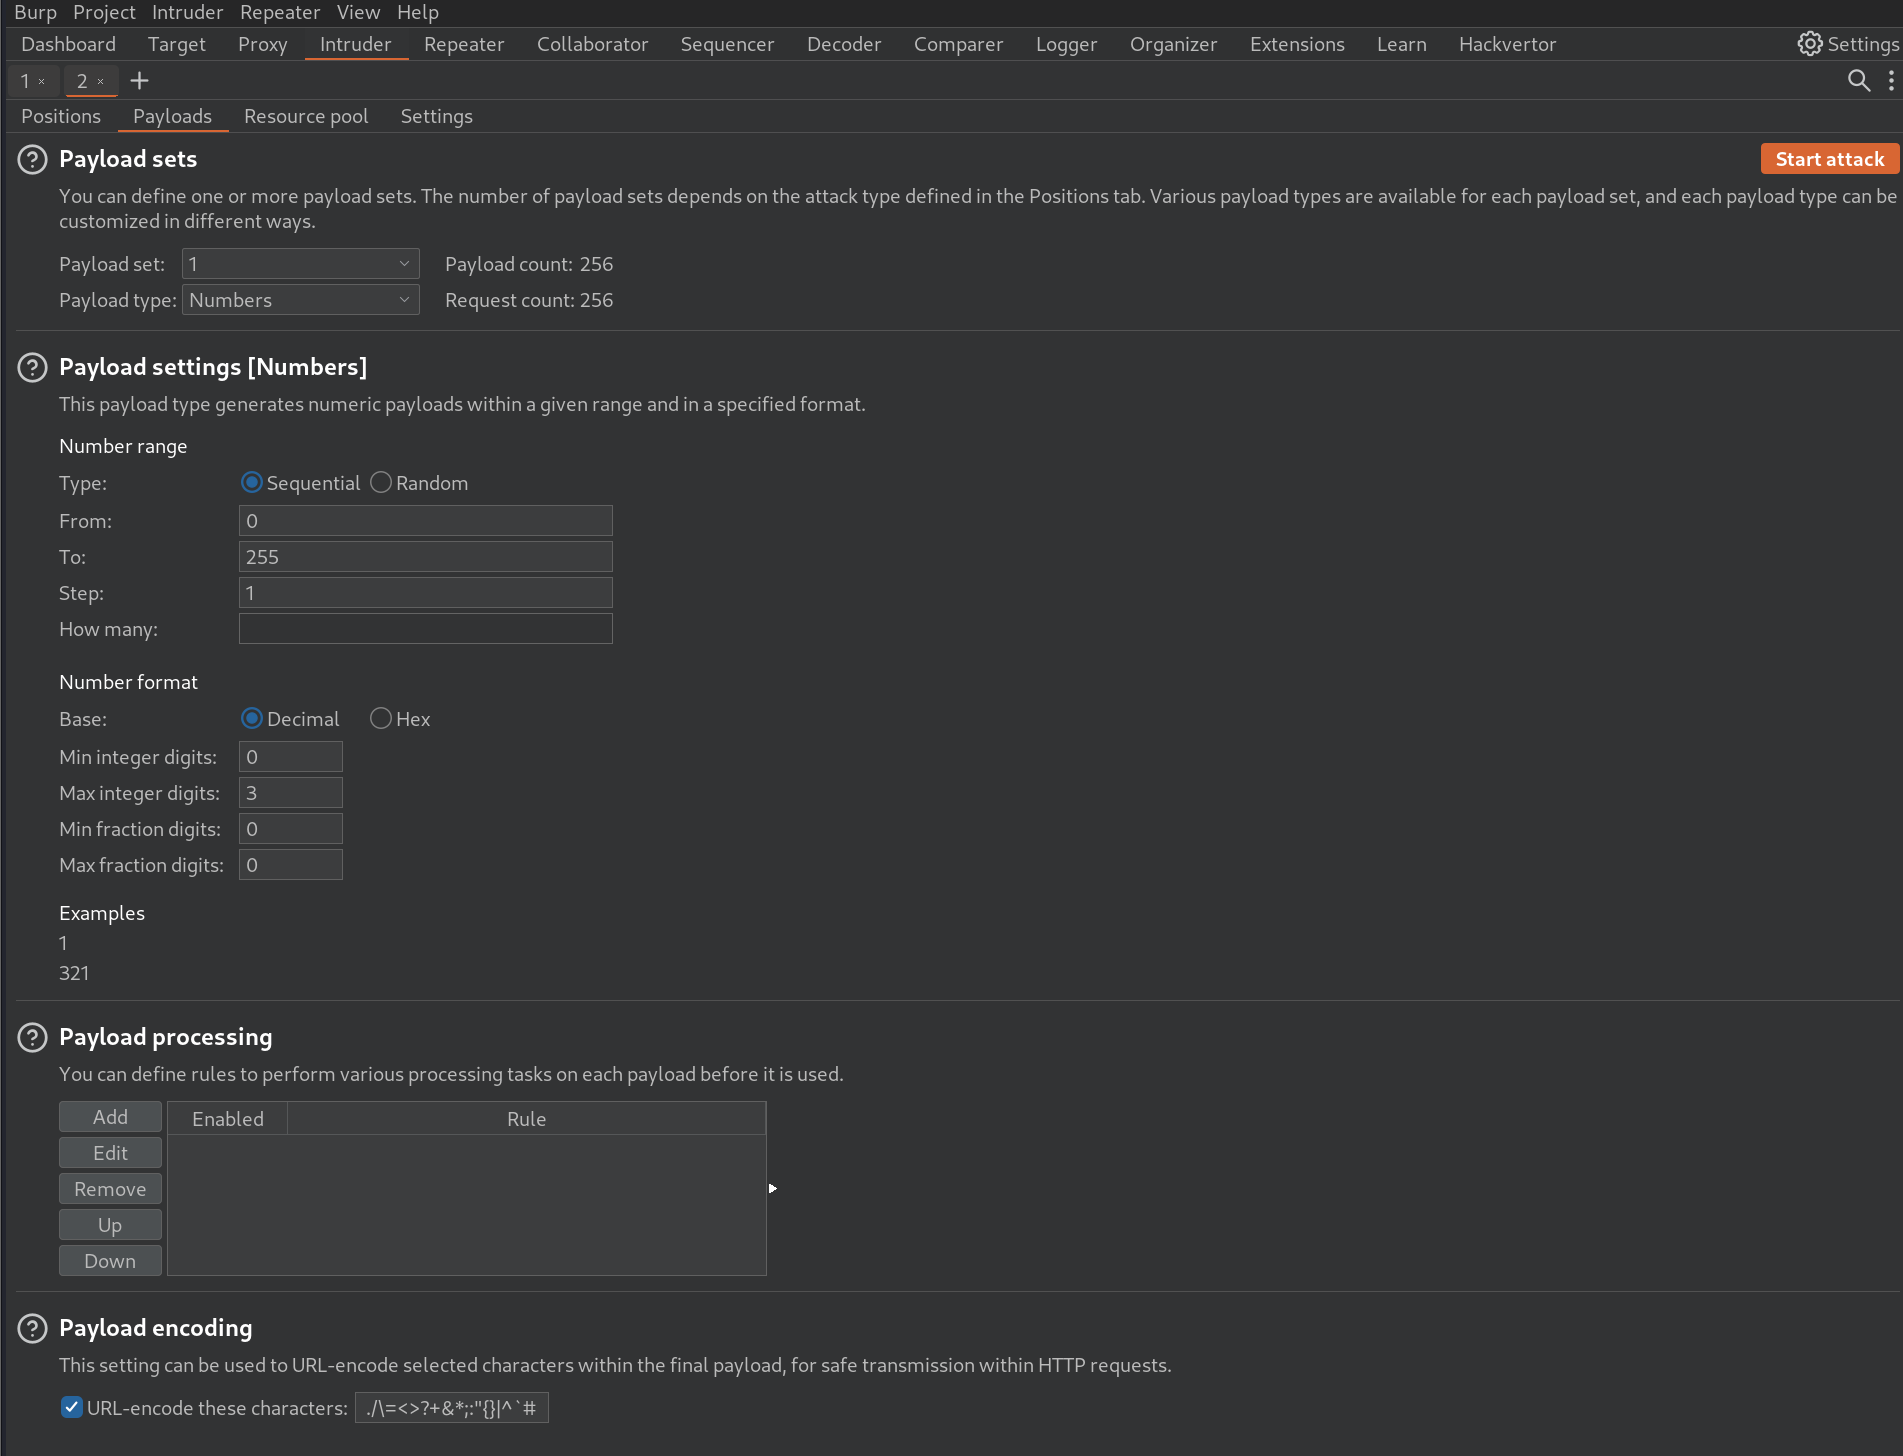 Burp Project Intruder Repeater View Help
Dashboard Target Proxy Intruder Repeater Collaborator Sequencer Decoder Comparer Logger Organizer Extensions Learn Hackvertor Settings
1 × 2 × +
Positions Payloads Resource pool Settings
? Payload sets Start attack
You can define one or more payload sets. The number of payload sets depends on the attack type defined in the Positions tab. Various payload types are available for each payload set, and each payload type can be
customized in different ways.
Payload set: 1 Payload count: 256
Payload type: Numbers Request count: 256
? Payload settings [Numbers]
This payload type generates numeric payloads within a given range and in a specified format.
Number range
Type: Sequential Random
From: 0
To: 255
Step: 1
How many:
Number format
Base: Decimal Hex
Min integer digits: 0
Max integer digits: 3
Min fraction digits: 0
Max fraction digits: 0
Examples
1
321
? Payload processing
You can define rules to perform various processing tasks on each payload before it is used.
Add Enabled Rule
Edit
Remove
Up
Down
? Payload encoding
This setting can be used to URL-encode selected characters within the final payload, for safe transmission within HTTP requests.
URL-encode these characters: ./\=<>?+&*;:"{}|^`#